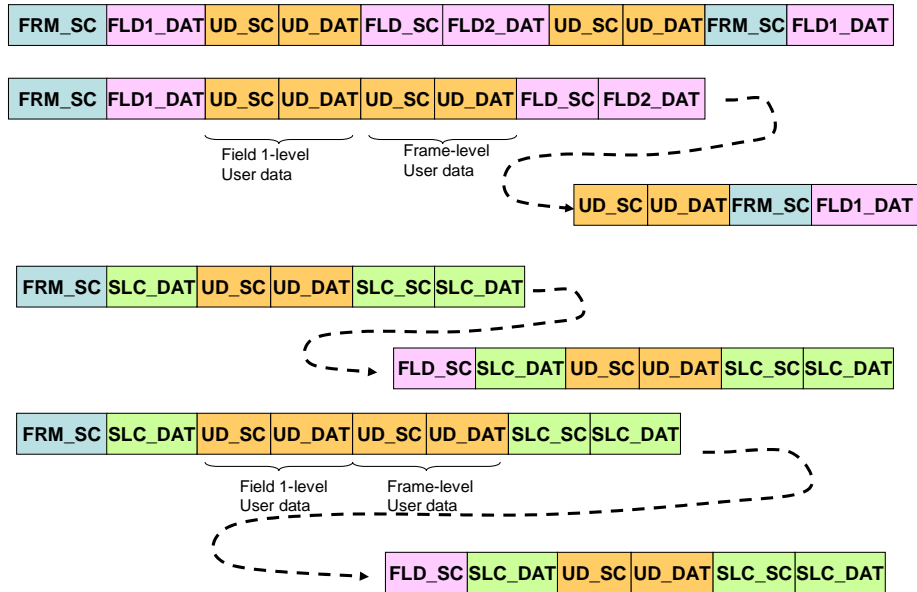 FRM_SC FLD1_DAT UD_SC UD_DAT FLD_SC FLD2_DAT UD_SC UD_DAT FRM_SC FLD1_DAT
FRM_SC FLD1_DAT UD_SC UD_DAT UD_SC UD_DAT FLD_SC FLD2_DAT
Field 1-level
User data
Frame-level
User data
UD_SC UD_DAT FRM_SC FLD1_DAT
FRM_SC SLC_DAT UD_SC UD_DAT SLC_SC SLC_DAT
FLD_SC SLC_DAT UD_SC UD_DAT SLC_SC SLC_DAT
FRM_SC SLC_DAT UD_SC UD_DAT UD_SC UD_DAT SLC_SC SLC_DAT
Field 1-level
User data
Frame-level
User data
FLD_SC SLC_DAT UD_SC UD_DAT SLC_SC SLC_DAT